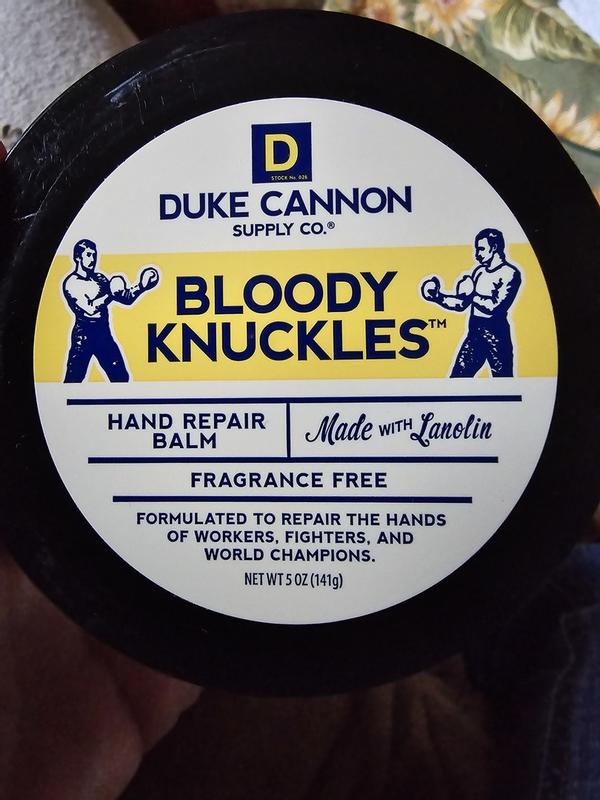 D
STOCK No. 026
DUKE CANNON
SUPPLY CO.®
BLOODY
KNUCKLES™
HAND REPAIR
BALM
Made WITH Lanolin
FRAGRANCE FREE
FORMULATED TO REPAIR THE HANDS
OF WORKERS, FIGHTERS, AND
WORLD CHAMPIONS.
NET WT 5 OZ (141g)